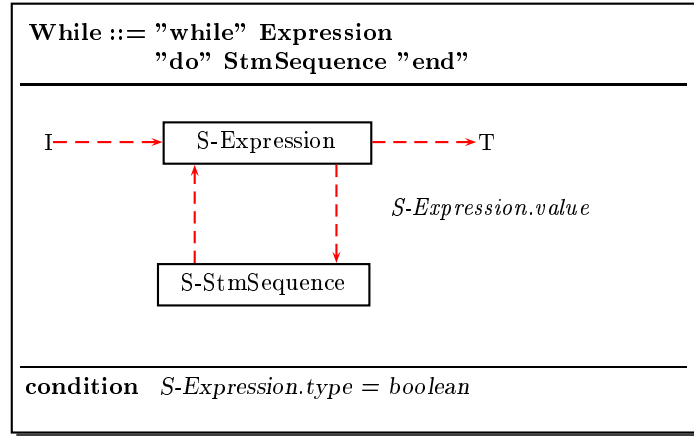 While ::= ”while” Expression
”do” StmSequence ”end”
I
S-Expression
T
S-Expression.value
S-StmSequence
condition S-Expression.type = boolean